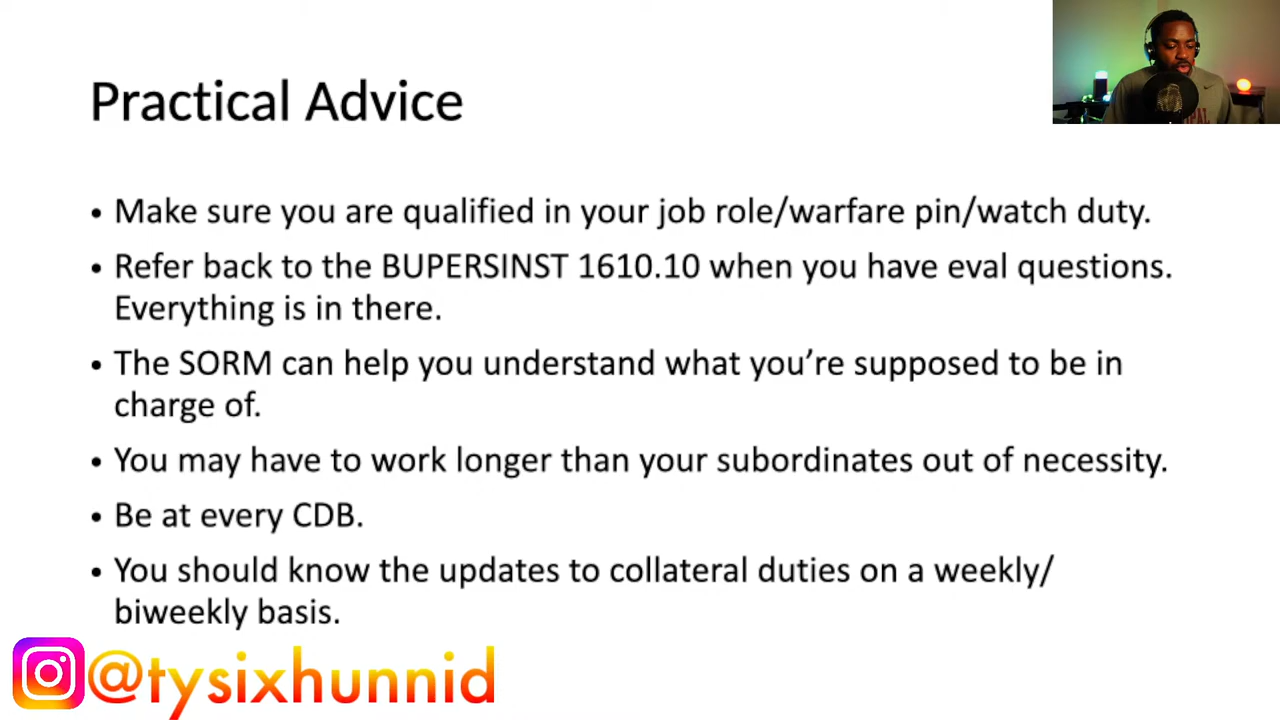 Practical Advice
• Make sure you are qualified in your job role/warfare pin/watch duty.
• Refer back to the BUPERSINST 1610.10 when you have eval questions.
Everything is in there.
• The SORM can help you understand what you’re supposed to be in
charge of.
• You may have to work longer than your subordinates out of necessity.
• Be at every CDB.
• You should know the updates to collateral duties on a weekly/
biweekly basis.
@tysixhunnid